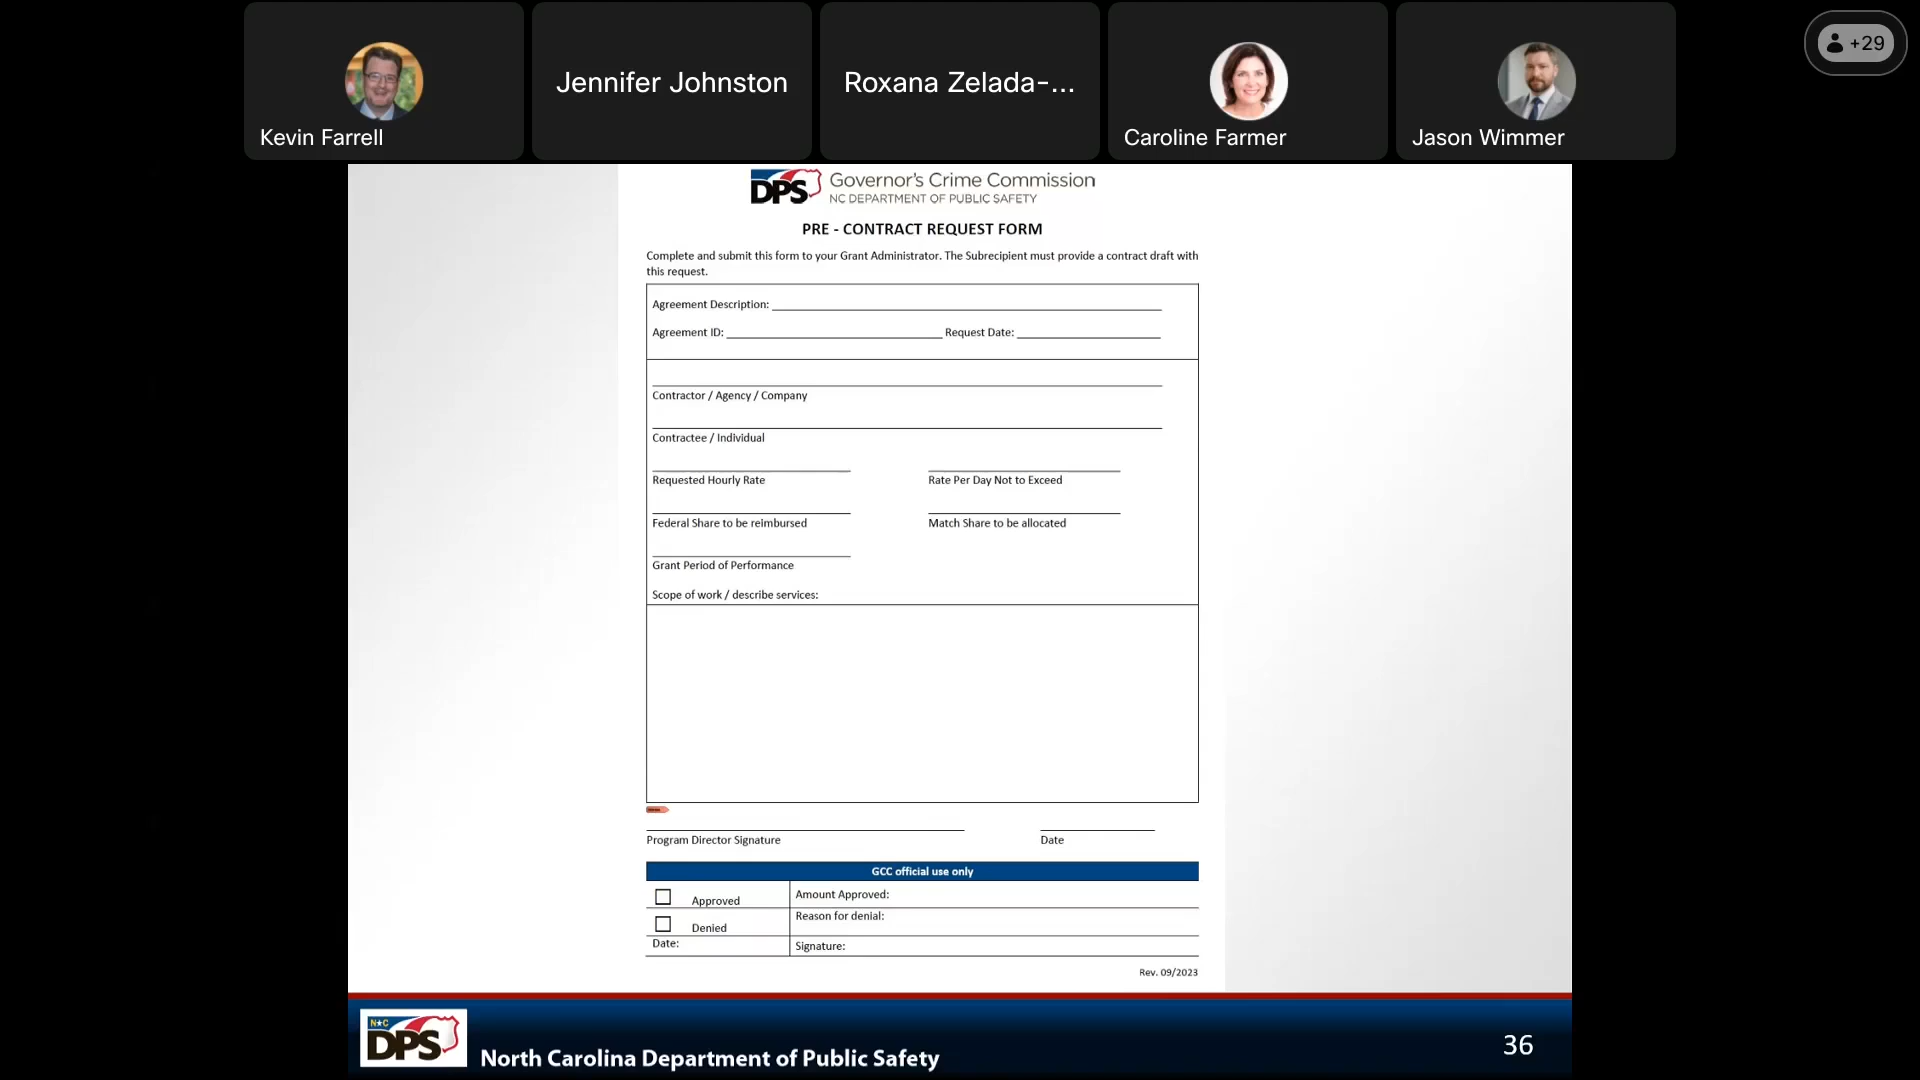 Kevin Farrell
Jennifer Johnston
Roxana Zelada-...
Caroline Farmer
Jason Wimmer
+29
DPS
Governor's Crime Commission
NC DEPARTMENT OF PUBLIC SAFETY
PRE - CONTRACT REQUEST FORM
Complete and submit this form to your Grant Administrator. The Subrecipient must provide a contract draft with
this request.
Agreement Description:
Agreement ID: Request Date:
Contractor / Agency / Company
Contractee / Individual
Requested Hourly Rate Rate Per Day Not to Exceed
Federal Share to be reimbursed Match Share to be allocated
Grant Period of Performance
Scope of work / describe services:
Program Director Signature Date
GCC official use only
Approved Amount Approved:
Denied Reason for denial:
Date: Signature:
Rev. 09/2023
N C
DPS
North Carolina Department of Public Safety
36